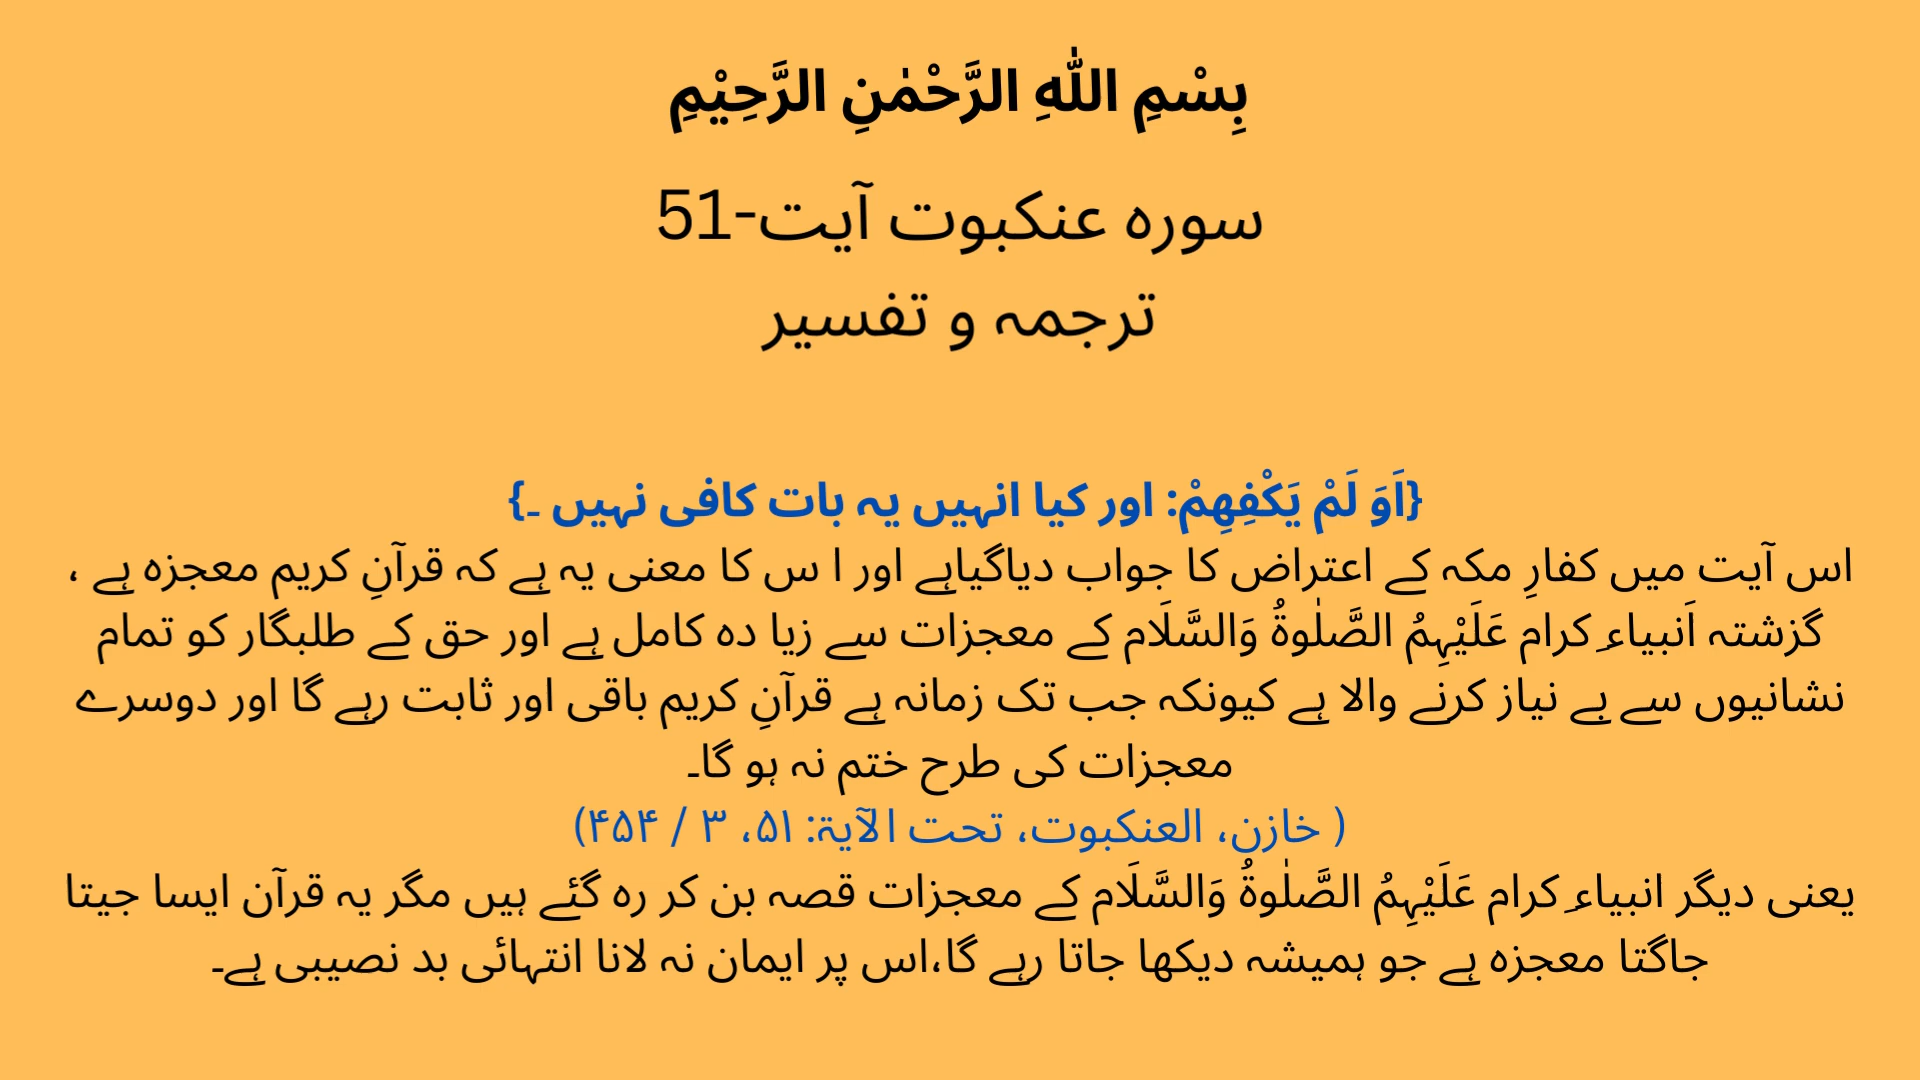 بِسْمِ اللّٰهِ الرَّحْمٰنِ الرَّحِیْمِ
سورہ عنکبوت آیت-51
ترجمہ و تفسیر
{اَوَ لَمْ یَكْفِهِمْ: اور کیا انہیں یہ بات کافی نہیں ۔}
اس آیت میں کفارِ مکہ کے اعتراض کا جواب دیاگیاہے اور ا س کا معنی یہ ہے کہ قرآنِ کریم معجزہ ہے ،
گزشتہ اَنبیاء ِکرام عَلَیْہِمُ الصَّلٰوۃُ وَالسَّلَام کے معجزات سے زیا دہ کامل ہے اور حق کے طلبگار کو تمام
نشانیوں سے بے نیاز کرنے والا ہے کیونکہ جب تک زمانہ ہے قرآنِ کریم باقی اور ثابت رہے گا اور دوسرے
معجزات کی طرح ختم نہ ہو گا۔
( خازن، العنکبوت، تحت الآیۃ: ۵۱، ۳ / ۴۵۴)
یعنی دیگر انبیاء ِکرام عَلَیْہِمُ الصَّلٰوۃُ وَالسَّلَام کے معجزات قصہ بن کر رہ گئے ہیں مگر یہ قرآن ایسا جیتا
جاگتا معجزہ ہے جو ہمیشہ دیکھا جاتا رہے گا،اس پر ایمان نہ لانا انتہائی بد نصیبی ہے۔